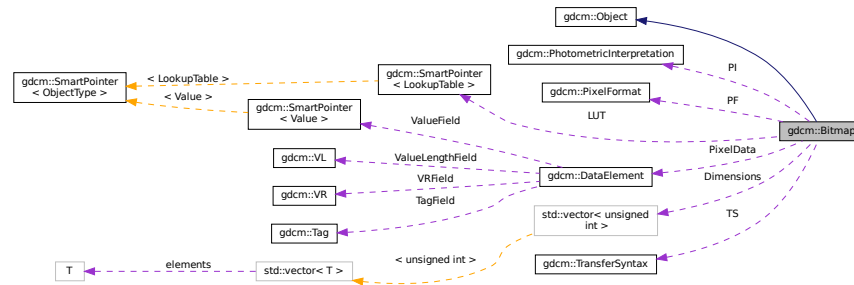 gdcm::Object
gdcm::PhotometricInterpretation
PI
gdcm::SmartPointer
< ObjectType >
< LookupTable >
< Value >
gdcm::SmartPointer
< LookupTable >
gdcm::PixelFormat
PF
gdcm::SmartPointer
< Value >
ValueField
LUT
gdcm::Bitmap
gdcm::VL
ValueLengthField
PixelData
gdcm::VR
VRField
gdcm::DataElement
Dimensions
gdcm::Tag
TagField
std::vector< unsigned
int >
TS
T
elements
std::vector< T >
< unsigned int >
gdcm::TransferSyntax